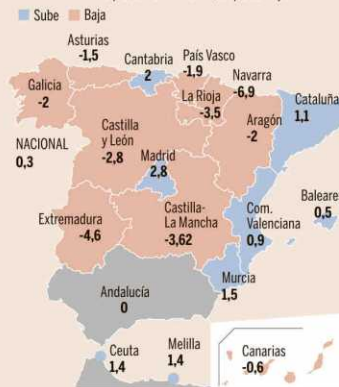 Sube Baja
Asturias
-1,5
Cantabria
2
País Vasco
-1,9
Navarra
-6,9
Galicia
-2
La Rioja
-3,5
Cataluña
1,1
Aragón
-2
Castilla
y León
-2,8
NACIONAL
0,3
Madrid
2,8
Extremadura
-4,6
Castilla-
La Mancha
-3,62
Com.
Valenciana
0,9
Baleares
0,5
Murcia
1,5
Andalucía
0
Ceuta
1,4
Melilla
1,4
Canarias
-0,6